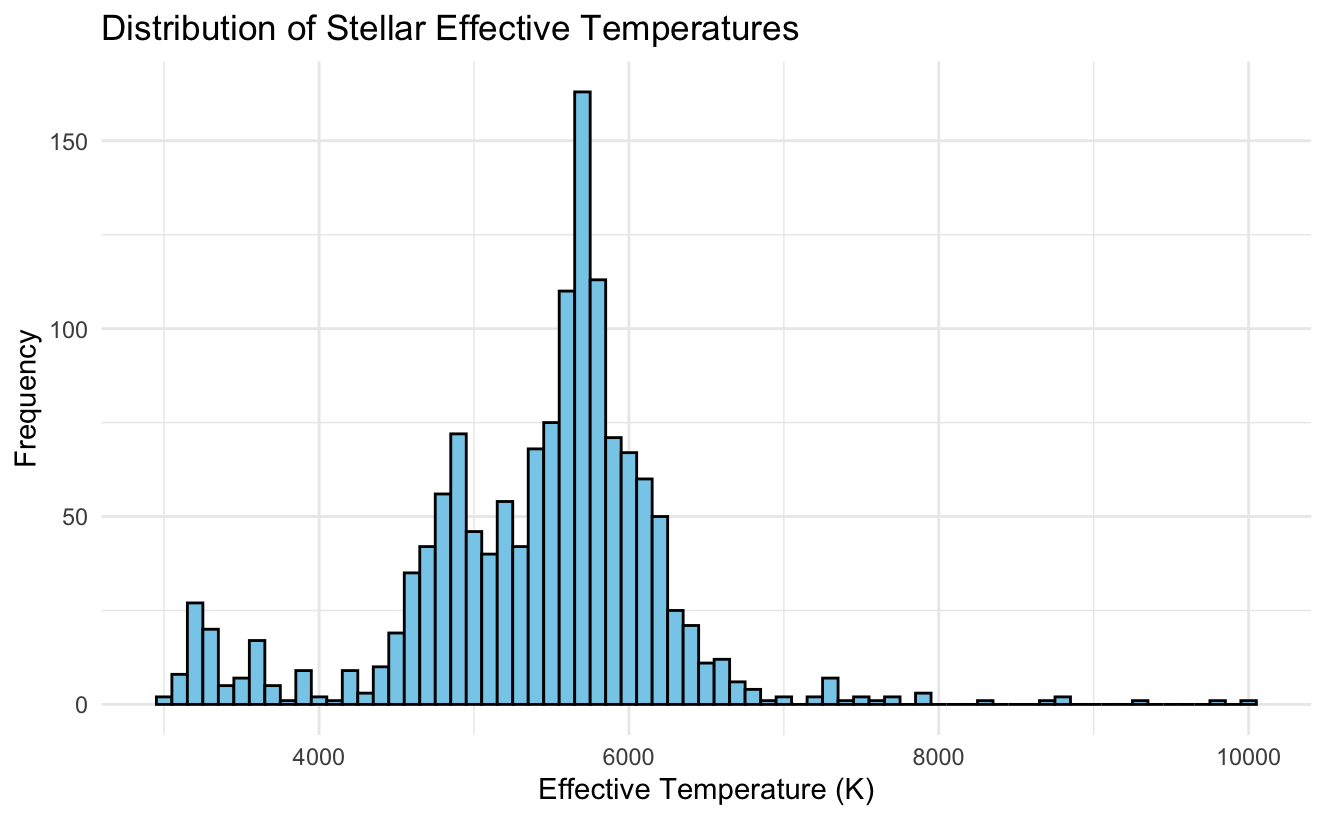 Distribution of Stellar Effective Temperatures
150
100
50
0
Frequency
4000 6000 8000 10000
Effective Temperature (K)